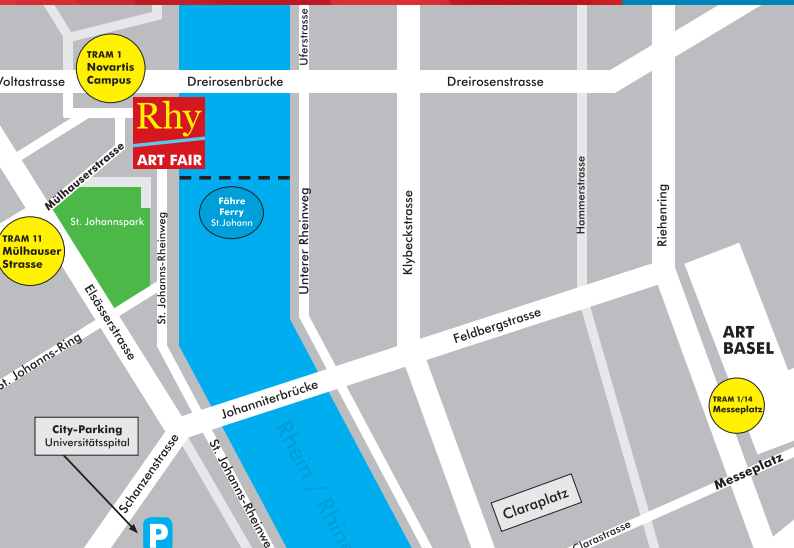 TRAM 1
Novartis
Campus
Uferstrasse
Voltastrasse
Dreirosenbrücke
Dreirosenstrasse
Rhy
ART FAIR
Mülhauserstrasse
Fähre
Ferry
St.Johann
St. Johannspark
St. Johanns-Rheinweg
Unterer Rheinweg
Klybeckstrasse
Hammerstrasse
Riehenring
TRAM 11
Mülhauser
Strasse
Elsässerstrasse
St. Johanns-Ring
Feldbergstrasse
ART
BASEL
TRAM 1/14
Messeplatz
Johanniterbrücke
City-Parking
Universitätsspital
Schanzenstrasse
St. Johanns-Rheinwe
Rhein / Rhine
Claraplatz
Messeplatz
Clarastrasse
P